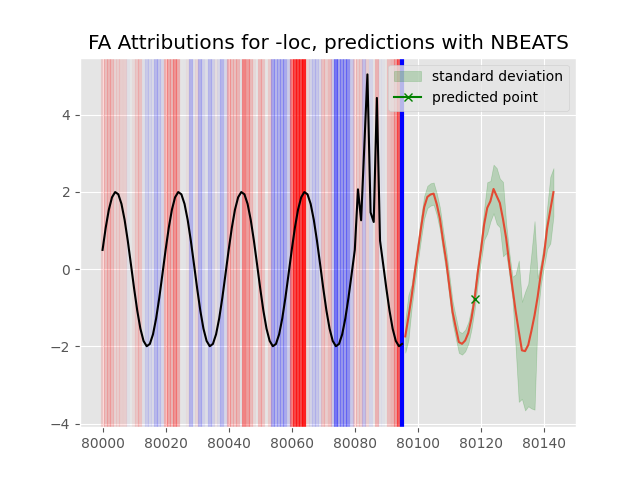 FA Attributions for -loc, predictions with NBEATS
standard deviation
predicted point
4
2
0
−2
−4
80000 80020 80040 80060 80080 80100 80120 80140